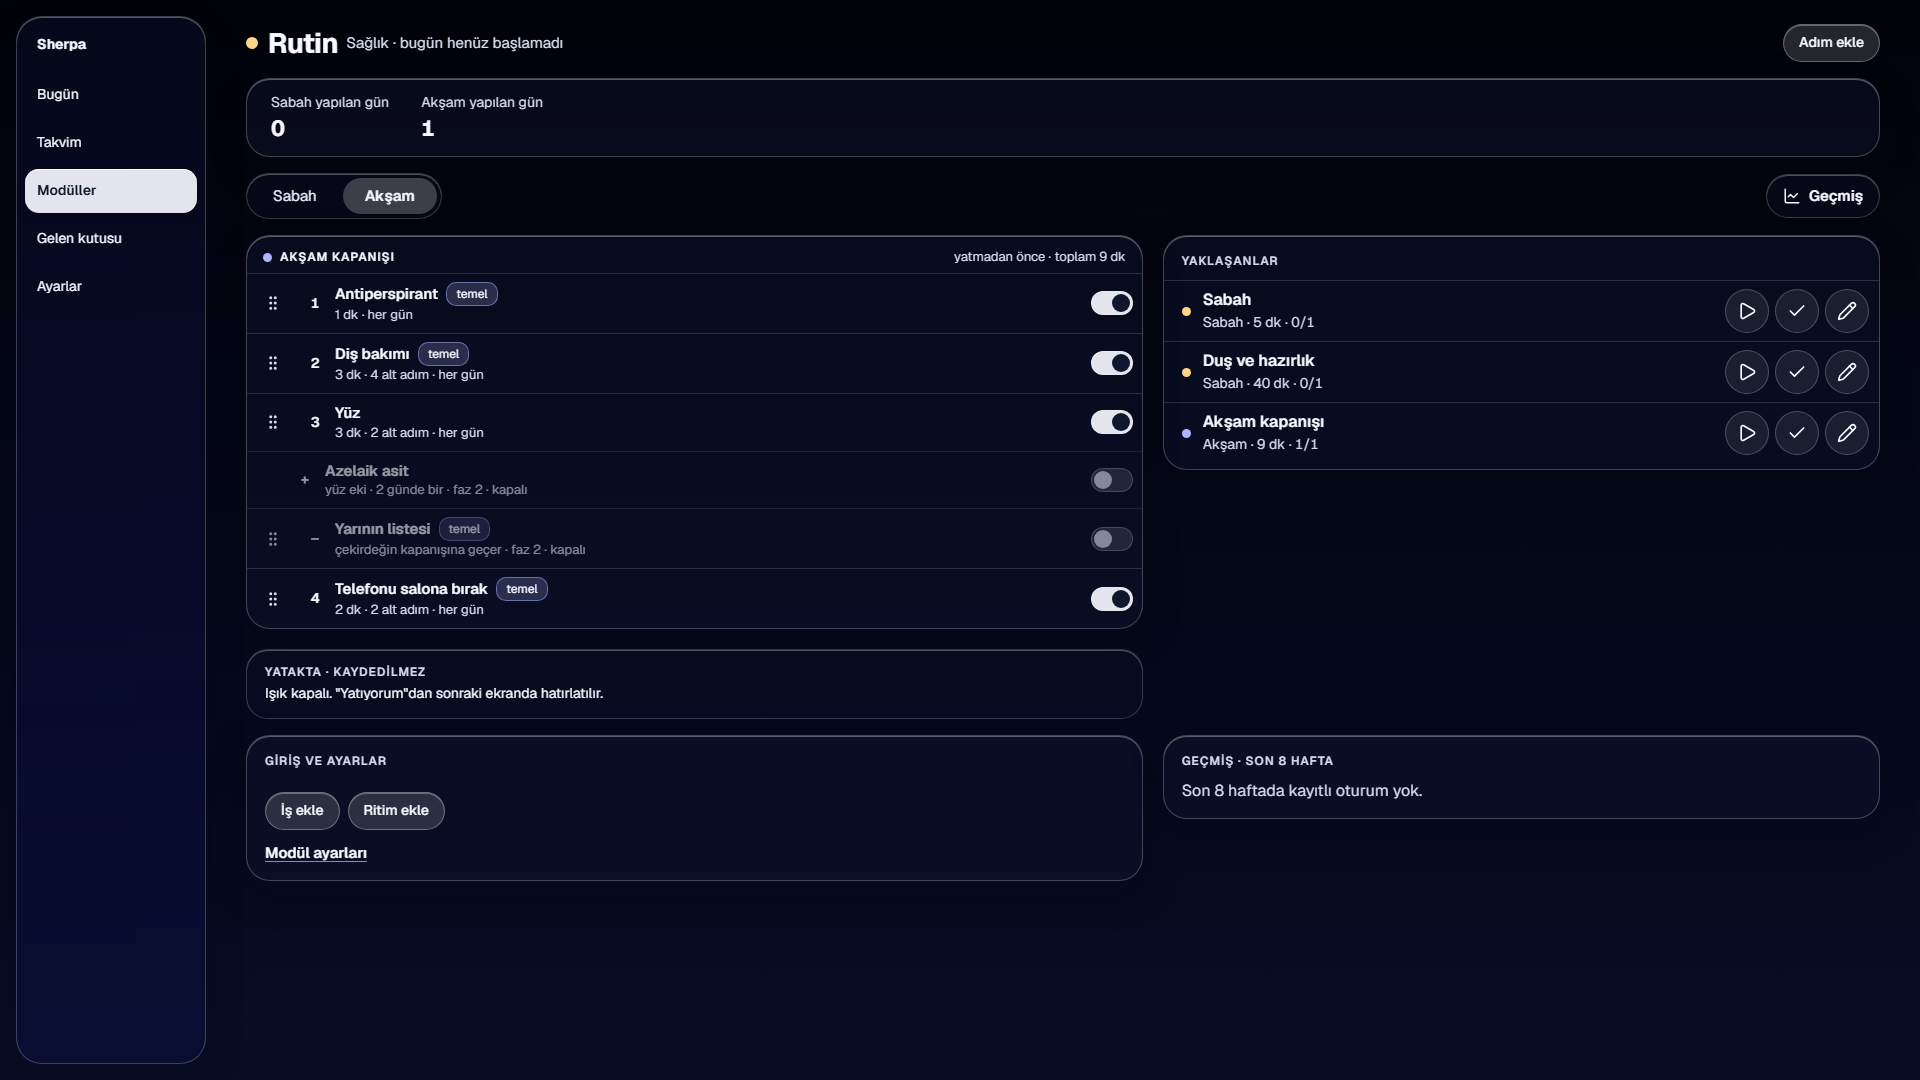 Sherpa
Bugün
Takvim
Modüller
Gelen kutusu
Ayarlar
Rutin Sağlık · bugün henüz başlamadı
Adım ekle
Sabah yapılan gün
0
Akşam yapılan gün
1
Sabah
Akşam
Geçmiş
AKŞAM KAPANIŞI
yatmadan önce · toplam 9 dk
1
Antiperspirant temel
1 dk · her gün
2
Diş bakımı temel
3 dk · 4 alt adım · her gün
3
Yüz
3 dk · 2 alt adım · her gün
+
Azelaik asit
yüz eki · 2 günde bir · faz 2 · kapalı
–
Yarının listesi temel
çekirdeğin kapanışına geçer · faz 2 · kapalı
4
Telefonu salona bırak temel
2 dk · 2 alt adım · her gün
YAKLAŞANLAR
Sabah
Sabah · 5 dk · 0/1
Duş ve hazırlık
Sabah · 40 dk · 0/1
Akşam kapanışı
Akşam · 9 dk · 1/1
YATAKTA · KAYDEDİLMEZ
Işık kapalı. "Yatıyorum"dan sonraki ekranda hatırlatılır.
GİRİŞ VE AYARLAR
İş ekle
Ritim ekle
Modül ayarları
GEÇMİŞ · SON 8 HAFTA
Son 8 haftada kayıtlı oturum yok.